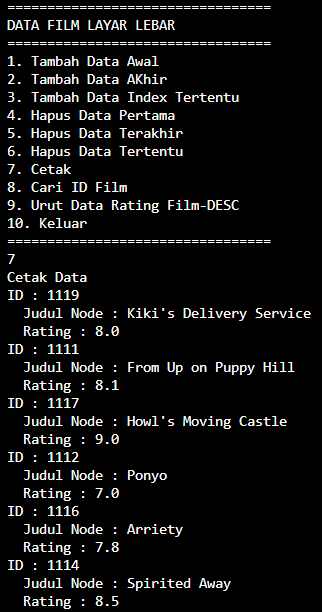 =================================
DATA FILM LAYAR LEBAR
=================================
1. Tambah Data Awal
2. Tambah Data AKhir
3. Tambah Data Index Tertentu
4. Hapus Data Pertama
5. Hapus Data Terakhir
6. Hapus Data Tertentu
7. Cetak
8. Cari ID Film
9. Urut Data Rating Film-DESC
10. Keluar
=================================
7
Cetak Data
ID : 1119
  Judul Node : Kiki's Delivery Service
  Rating : 8.0
ID : 1111
  Judul Node : From Up on Puppy Hill
  Rating : 8.1
ID : 1117
  Judul Node : Howl's Moving Castle
  Rating : 9.0
ID : 1112
  Judul Node : Ponyo
  Rating : 7.0
ID : 1116
  Judul Node : Arriety
  Rating : 7.8
ID : 1114
  Judul Node : Spirited Away
  Rating : 8.5